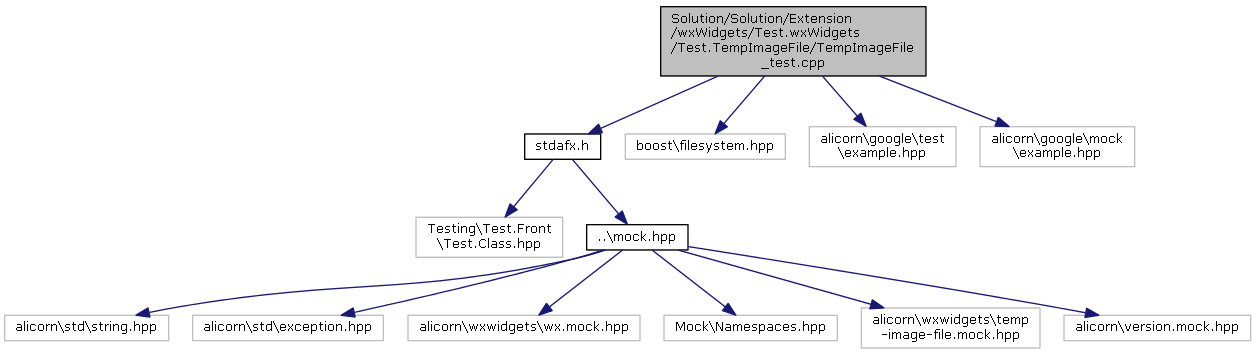 Solution/Solution/Extension
/wxWidgets/Test.wxWidgets
/Test.TempImageFile/TempImageFile
_test.cpp
stdafx.h
boost\filesystem.hpp
alicorn\google\test
\example.hpp
alicorn\google\mock
\example.hpp
Testing\Test.Front
\Test.Class.hpp
..\mock.hpp
alicorn\std\string.hpp
alicorn\std\exception.hpp
alicorn\wxwidgets\wx.mock.hpp
Mock\Namespaces.hpp
alicorn\wxwidgets\temp
-image-file.mock.hpp
alicorn\version.mock.hpp